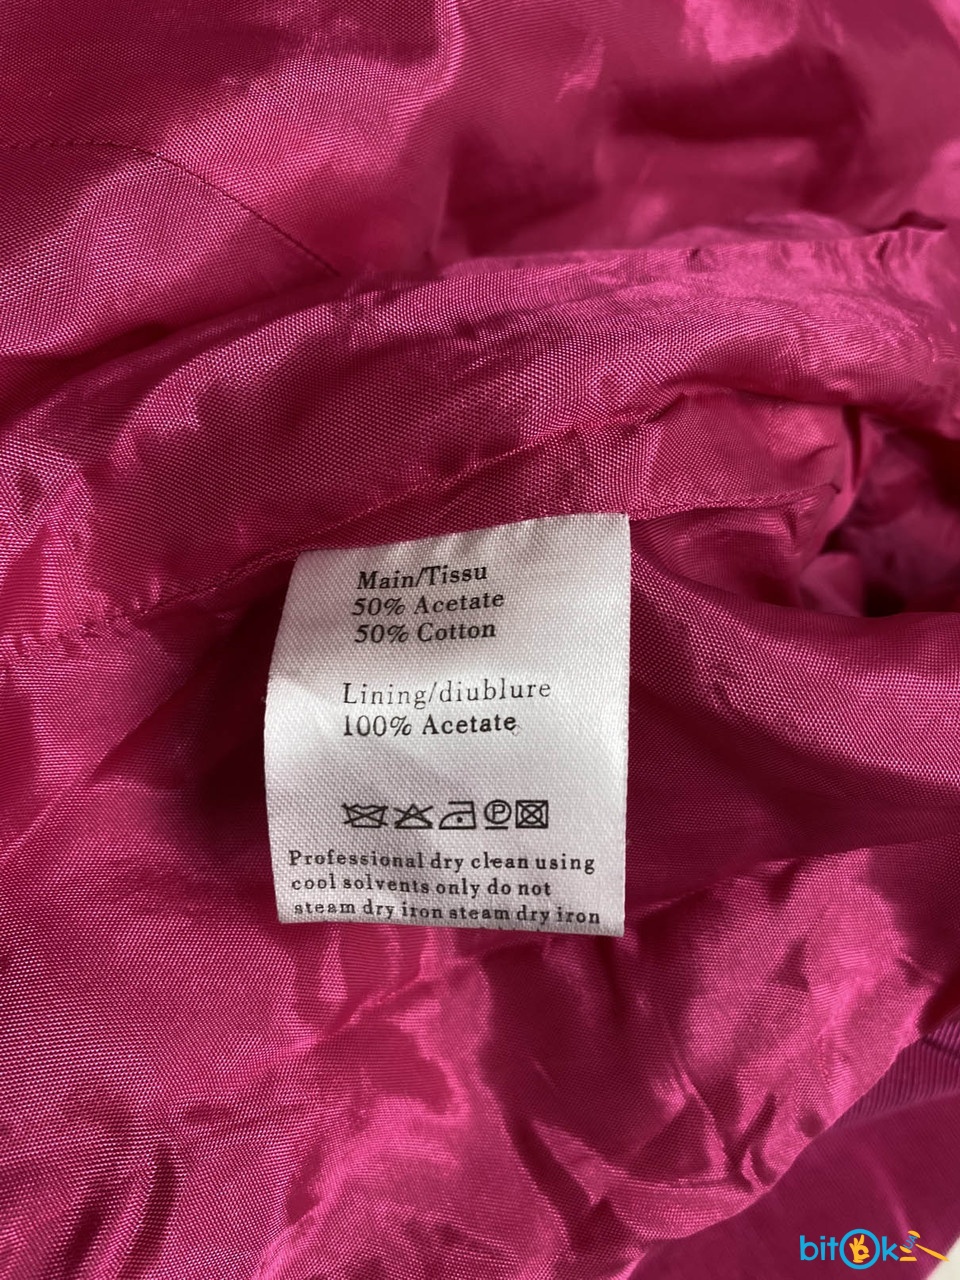 Main/Tissu
50% Acetate
50% Cotton
Lining/diublure
100% Acetate
P
Professional dry clean using
cool solvents only do not
steam dry iron steam dry iron
bitOk